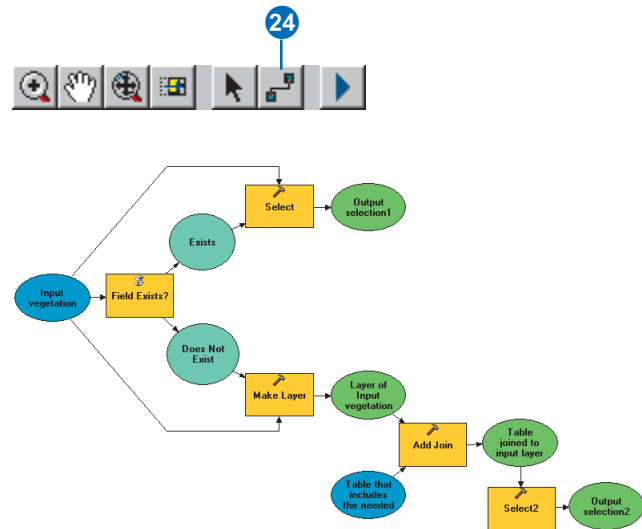 24
Select
Output
selection1
Exists
Input
vegetation
Field Exists?
Does Not
Exist
Make Layer
Layer of
Input
vegetation
Add Join
Table
joined to
input layer
Table that
includes
the needed
Select2
Output
selection2